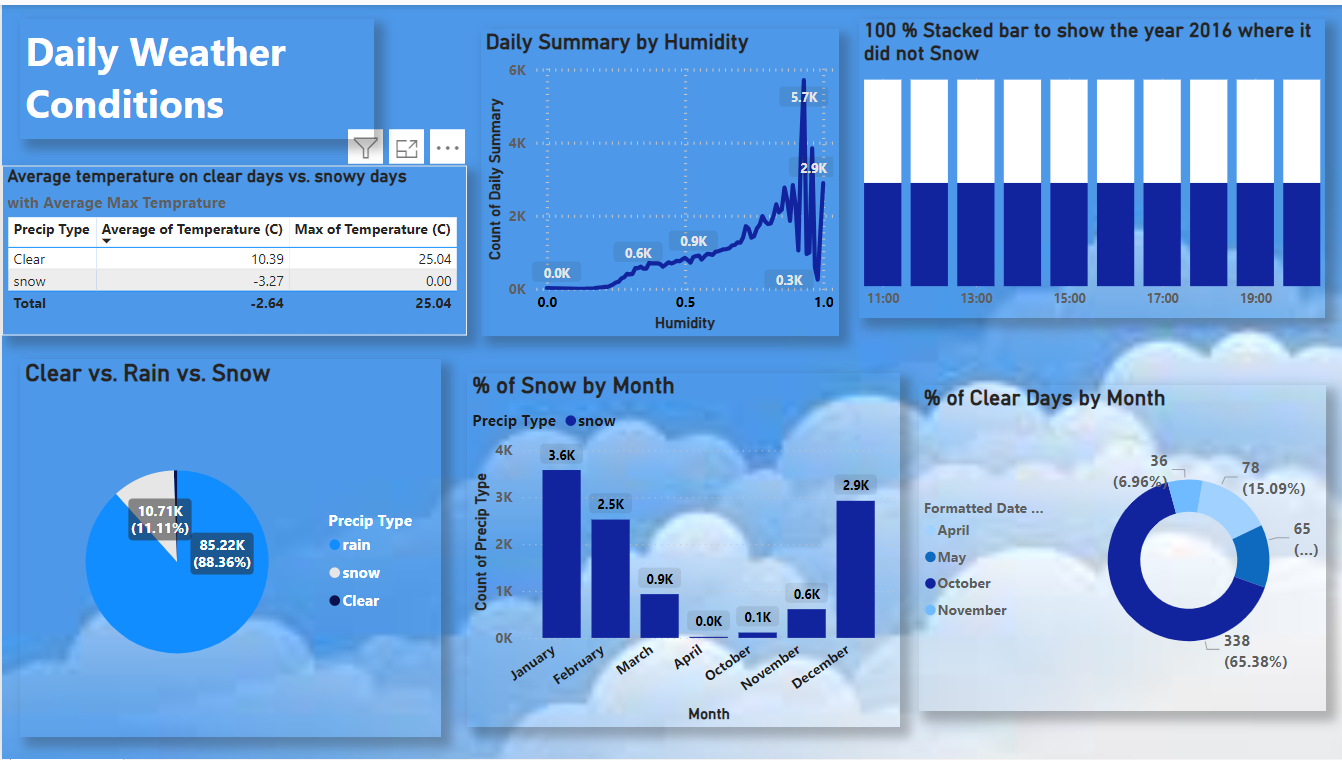 Daily Weather
Conditions
Average temperature on clear days vs. snowy days
with Average Max Temprature
Precip Type Average of Temperature (C) Max of Temperature (C)
Clear 10.39 25.04
snow -3.27 0.00
Total -2.64 25.04
Daily Summary by Humidity
Count of Daily Summary
6K
4K
2K
0K
5.7K
2.9K
0.9K
0.6K
0.0K
0.3K
0.0 0.5 1.0
Humidity
100 % Stacked bar to show the year 2016 where it
did not Snow
11:00 13:00 15:00 17:00 19:00
Clear vs. Rain vs. Snow
10.71K
(11.11%)
85.22K
(88.36%)
Precip Type
rain
snow
Clear
% of Snow by Month
Precip Type snow
Count of Precip Type
4K
3K
2K
1K
0K
3.6K
2.5K
0.9K
0.0K
0.1K
0.6K
2.9K
January February March April October November December
Month
% of Clear Days by Month
Formatted Date ...
April
May
October
November
36
(6.96%)
78
(15.09%)
65
(...)
338
(65.38%)